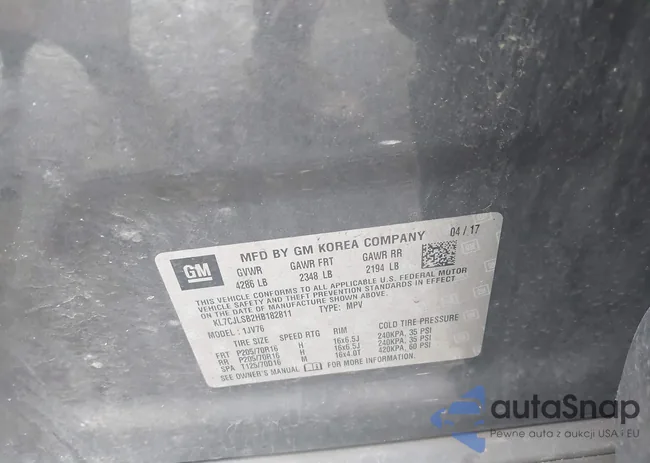 GM
MFD BY GM KOREA COMPANY 04 / 17
GVWR GAWR FRT GAWR RR
4286 LB 2348 LB 2194 LB
THIS VEHICLE CONFORMS TO ALL APPLICABLE U.S. FEDERAL MOTOR
VEHICLE SAFETY AND THEFT PREVENTION STANDARDS
IN EFFECT ON THE DATE OF MANUFACTURE SHOWN ABOVE.
KL7CJLSB2HB182811 TYPE: MPV
MODEL: 1JV76
TIRE SIZE SPEED RTG RIM COLD TIRE PRESSURE
FRT P205/70R16 H 16x6.5J 240KPA, 35 PSI
RR P205/70R16 H 16x6.5J 240KPA, 35 PSI
SPA T125/70D16 M 16x4.0T 420KPA, 60 PSI
SEE OWNER'S MANUAL FOR MORE INFORMATION.
autaSnap
Pewne auta z aukcji USA i EU